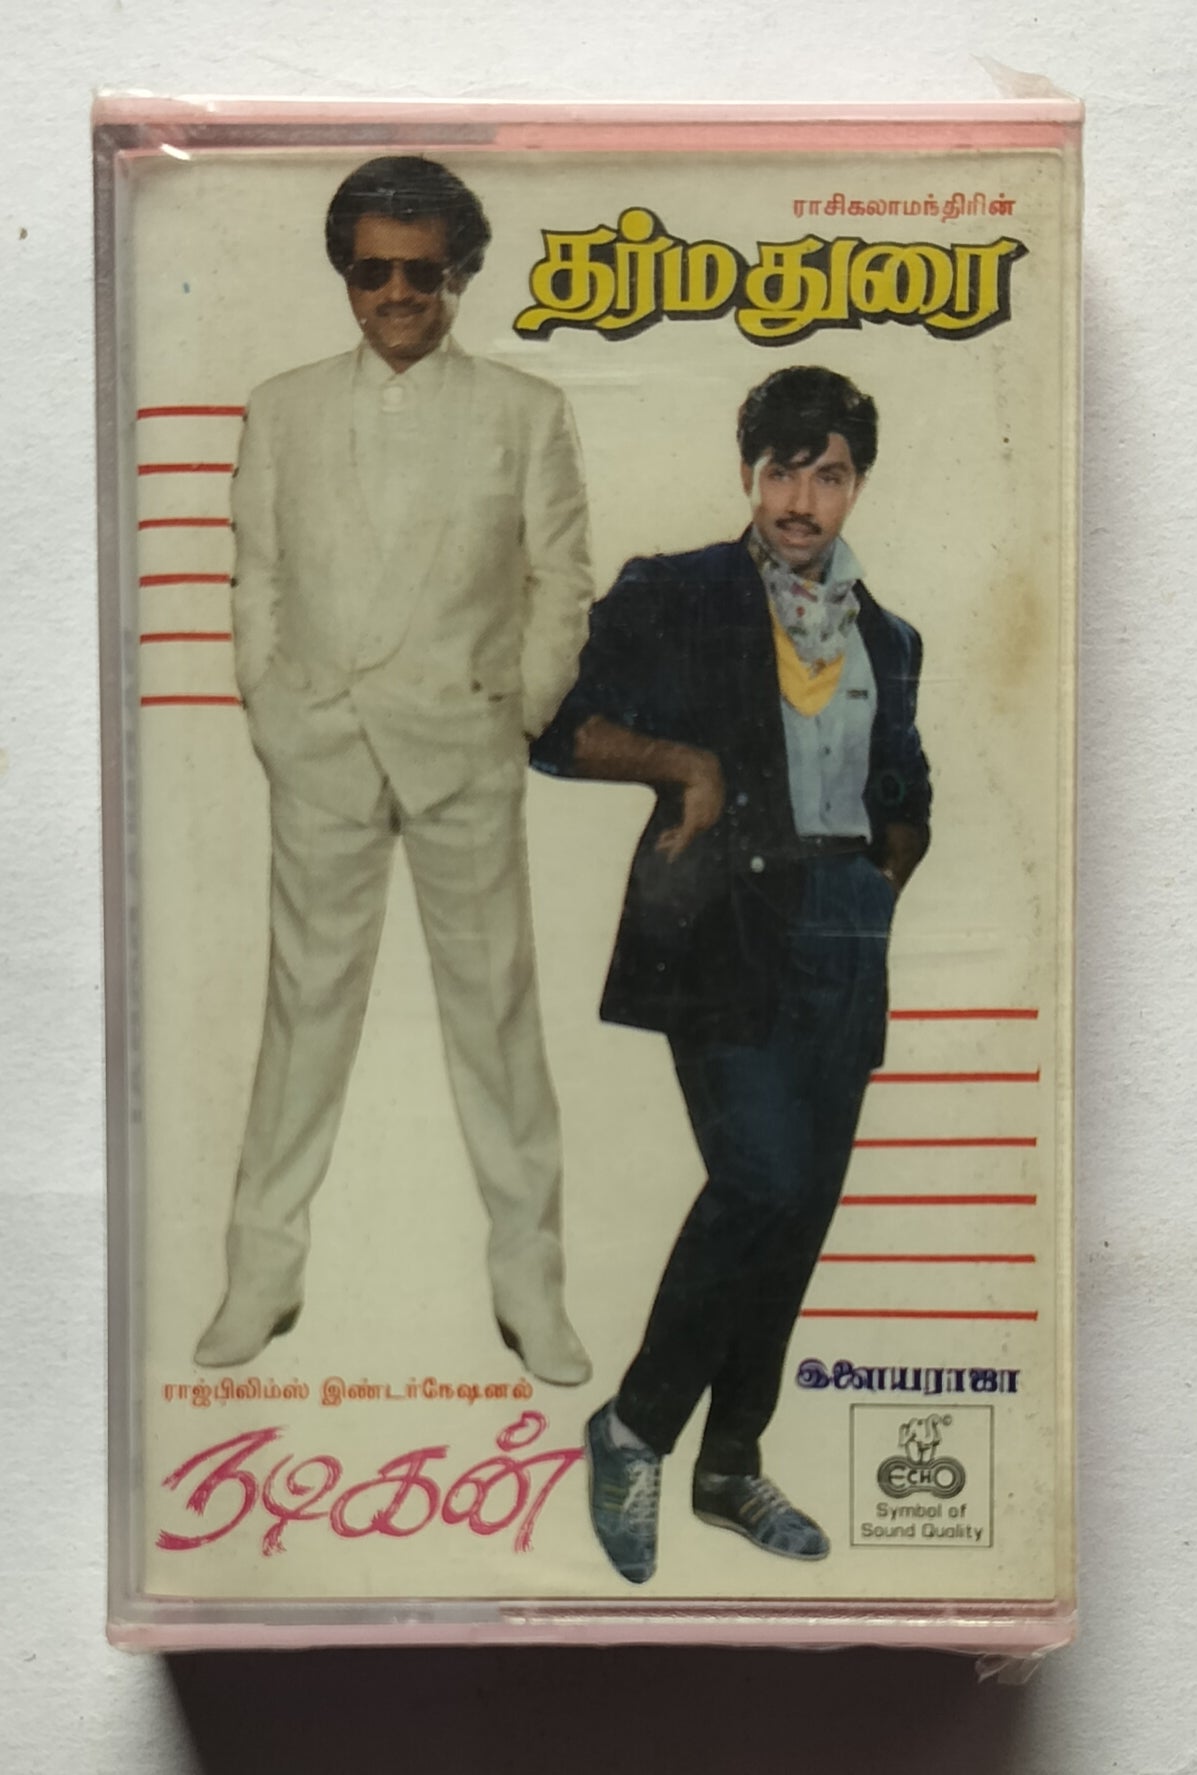 ராசிகலாமந்திரின்
தர்மதுரை
இளையராஜா
ராஜ்பிலிம்ஸ் இண்டர்நேஷனல்
நடிகன்
©
ECHO
Symbol of
Sound Quality